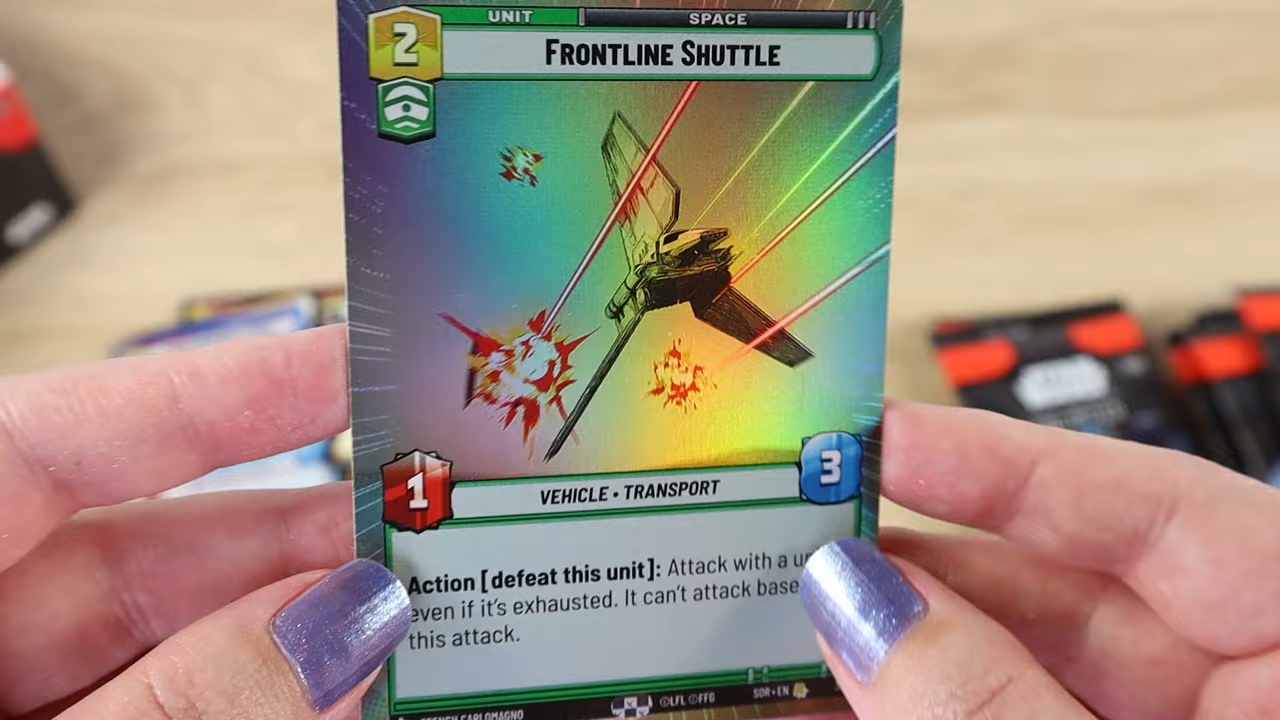 UNIT SPACE
2 FRONTLINE SHUTTLE
1 VEHICLE • TRANSPORT 3
Action [defeat this unit]: Attack with a
even if it's exhausted. It can't attack
this attack.
CARLOMAGNO ©LFL ©FFG SOR • EN